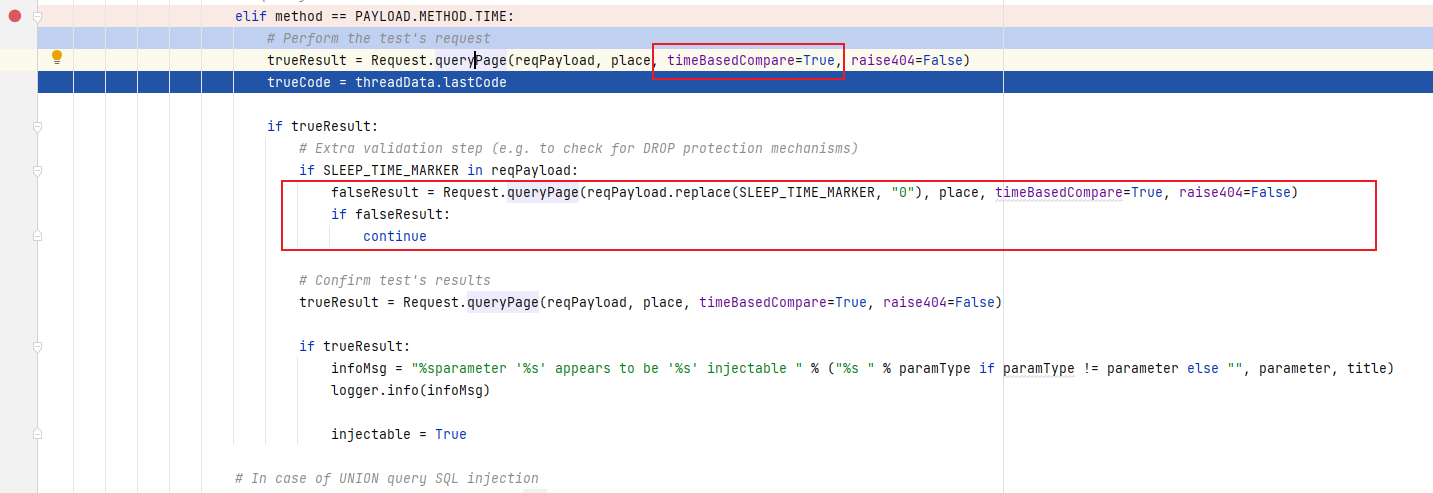 elif method == PAYLOAD.METHOD.TIME:
# Perform the test's request
trueResult = Request.queryPage(reqPayload, place, timeBasedCompare=True, raise404=False)
trueCode = threadData.lastCode
if trueResult:
# Extra validation step (e.g. to check for DROP protection mechanisms)
if SLEEP_TIME_MARKER in reqPayload:
falseResult = Request.queryPage(reqPayload.replace(SLEEP_TIME_MARKER, "0"), place, timeBasedCompare=True, raise404=False)
if falseResult:
continue
# Confirm test's results
trueResult = Request.queryPage(reqPayload, place, timeBasedCompare=True, raise404=False)
if trueResult:
infoMsg = "%sparameter '%s' appears to be '%s' injectable " % ("%s " % paramType if paramType != parameter else "", parameter, title)
logger.info(infoMsg)
injectable = True
# In case of UNION query SQL injection